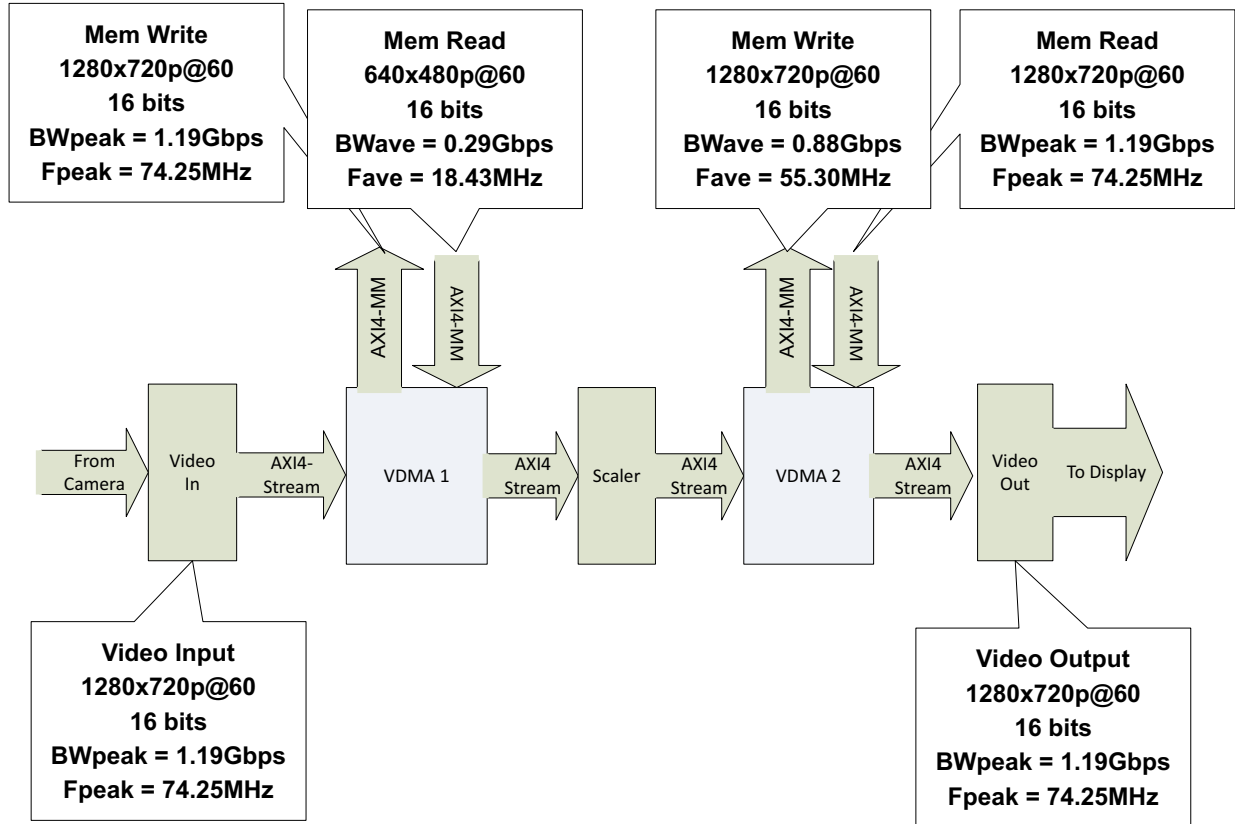 Mem Write
1280x720p@60
16 bits
BWpeak = 1.19Gbps
Fpeak = 74.25MHz
Mem Read
640x480p@60
16 bits
BWave = 0.29Gbps
Fave = 18.43MHz
Mem Write
1280x720p@60
16 bits
BWave = 0.88Gbps
Fave = 55.30MHz
Mem Read
1280x720p@60
16 bits
BWpeak = 1.19Gbps
Fpeak = 74.25MHz
AXI4-MM
AXI4-MM
AXI4-MM
AXI4-MM
From
Camera
Video
In
AXI4-
Stream
VDMA 1
AXI4
Stream
Scaler
AXI4
Stream
VDMA 2
AXI4
Stream
Video
Out
To Display
Video Input
1280x720p@60
16 bits
BWpeak = 1.19Gbps
Fpeak = 74.25MHz
Video Output
1280x720p@60
16 bits
BWpeak = 1.19Gbps
Fpeak = 74.25MHz